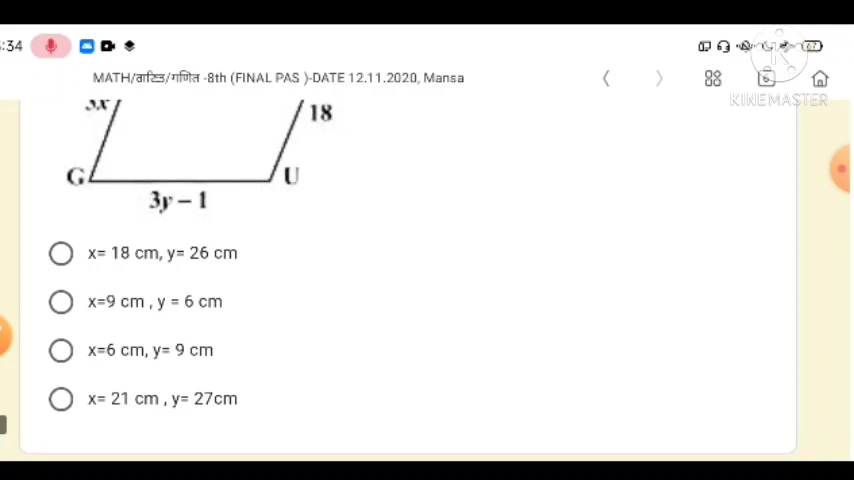 :34
67
MATH/ਗਣਿਤ/गणित -8th (FINAL PAS )-DATE 12.11.2020, Mansa
KINEMASTER
3x
18
G
U
3y – 1
x= 18 cm, y= 26 cm
x=9 cm , y = 6 cm
x=6 cm, y= 9 cm
x= 21 cm , y= 27cm